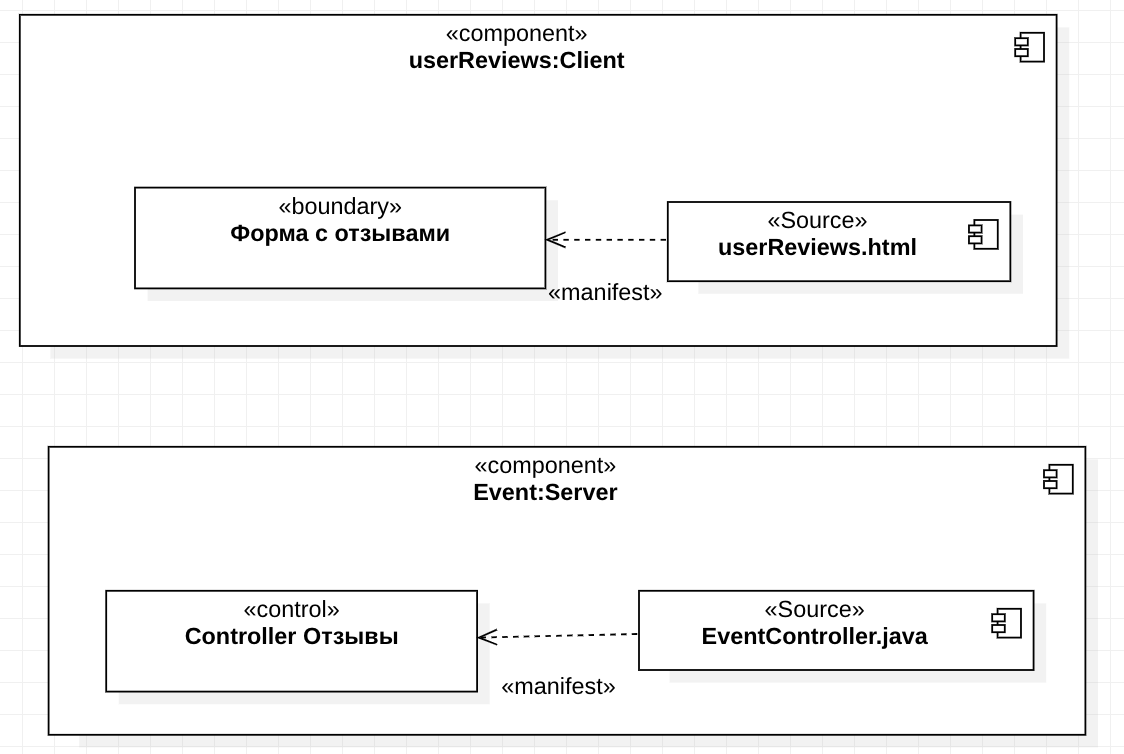 «component»
userReviews:Client
«boundary»
Форма с отзывами
«Source»
userReviews.html
«manifest»
«component»
Event:Server
«control»
Controller Отзывы
«Source»
EventController.java
«manifest»